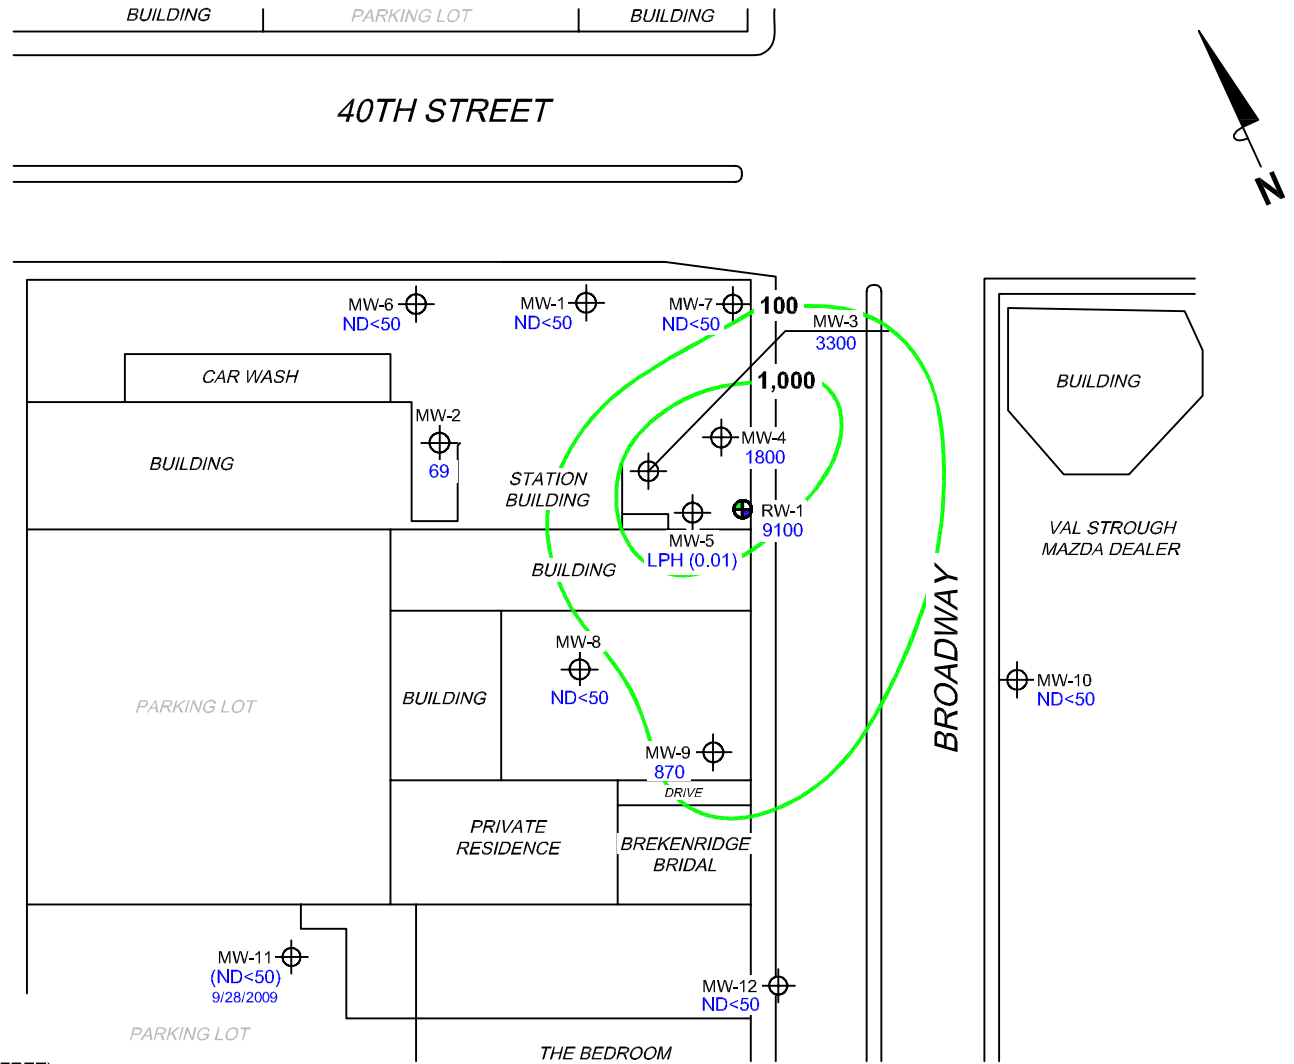 BUILDING
PARKING LOT
BUILDING
40TH STREET
N
MW-6
ND<50
MW-1
ND<50
MW-7
ND<50
100
MW-3
3300
CAR WASH
1,000
BUILDING
MW-2
69
BUILDING
STATION
BUILDING
MW-4
1800
RW-1
9100
MW-5
LPH (0.01)
VAL STROUGH
MAZDA DEALER
BUILDING
BROADWAY
MW-8
ND<50
MW-10
ND<50
PARKING LOT
BUILDING
MW-9
870
DRIVE
PRIVATE
RESIDENCE
BREKENRIDGE
BRIDAL
MW-11
(ND<50)
9/28/2009
MW-12
ND<50
PARKING LOT
THE BEDROOM